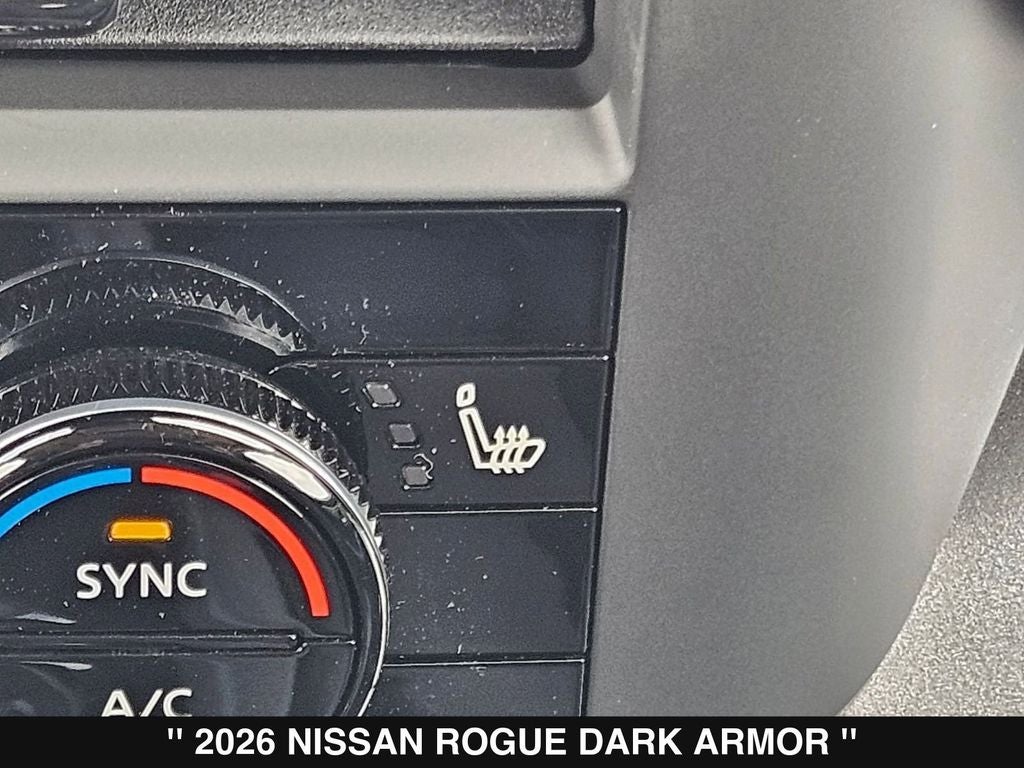 SYNC
A/C
" 2026 NISSAN ROGUE DARK ARMOR "